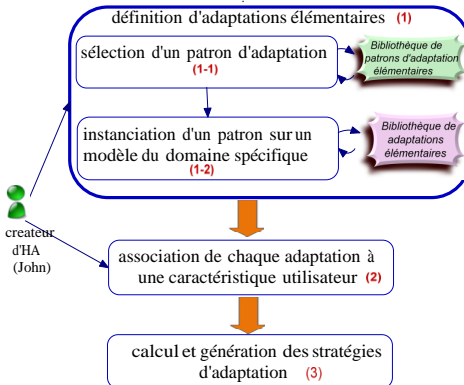 définition d'adaptations élémentaires (1)
sélection d'un patron d'adaptation
(1-1)
Bibliothèque de
patrons d'adaptation
élémentaires
instanciation d'un patron sur un
modèle du domaine spécifique
(1-2)
Bibliothèque de
adaptations
élémentaires
createur
d'HA
(John)
association de chaque adaptation à
une caractéristique utilisateur (2)
calcul et génération des stratégies
d'adaptation (3)